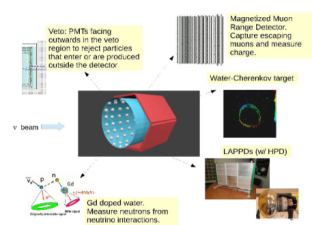 Veto: PMTs facing
outwards in the veto
region to reject particles
that enter or are produced
outside the detector
Magnetized Muon
Range Detector.
Capture escaping
muons and measure
charge.
Water-Cherenkov target
ν beam
LAPPDs (w/ HPD)
p
n
Gd
Gd doped water.
Measure neutrons from
neutrino interactions.